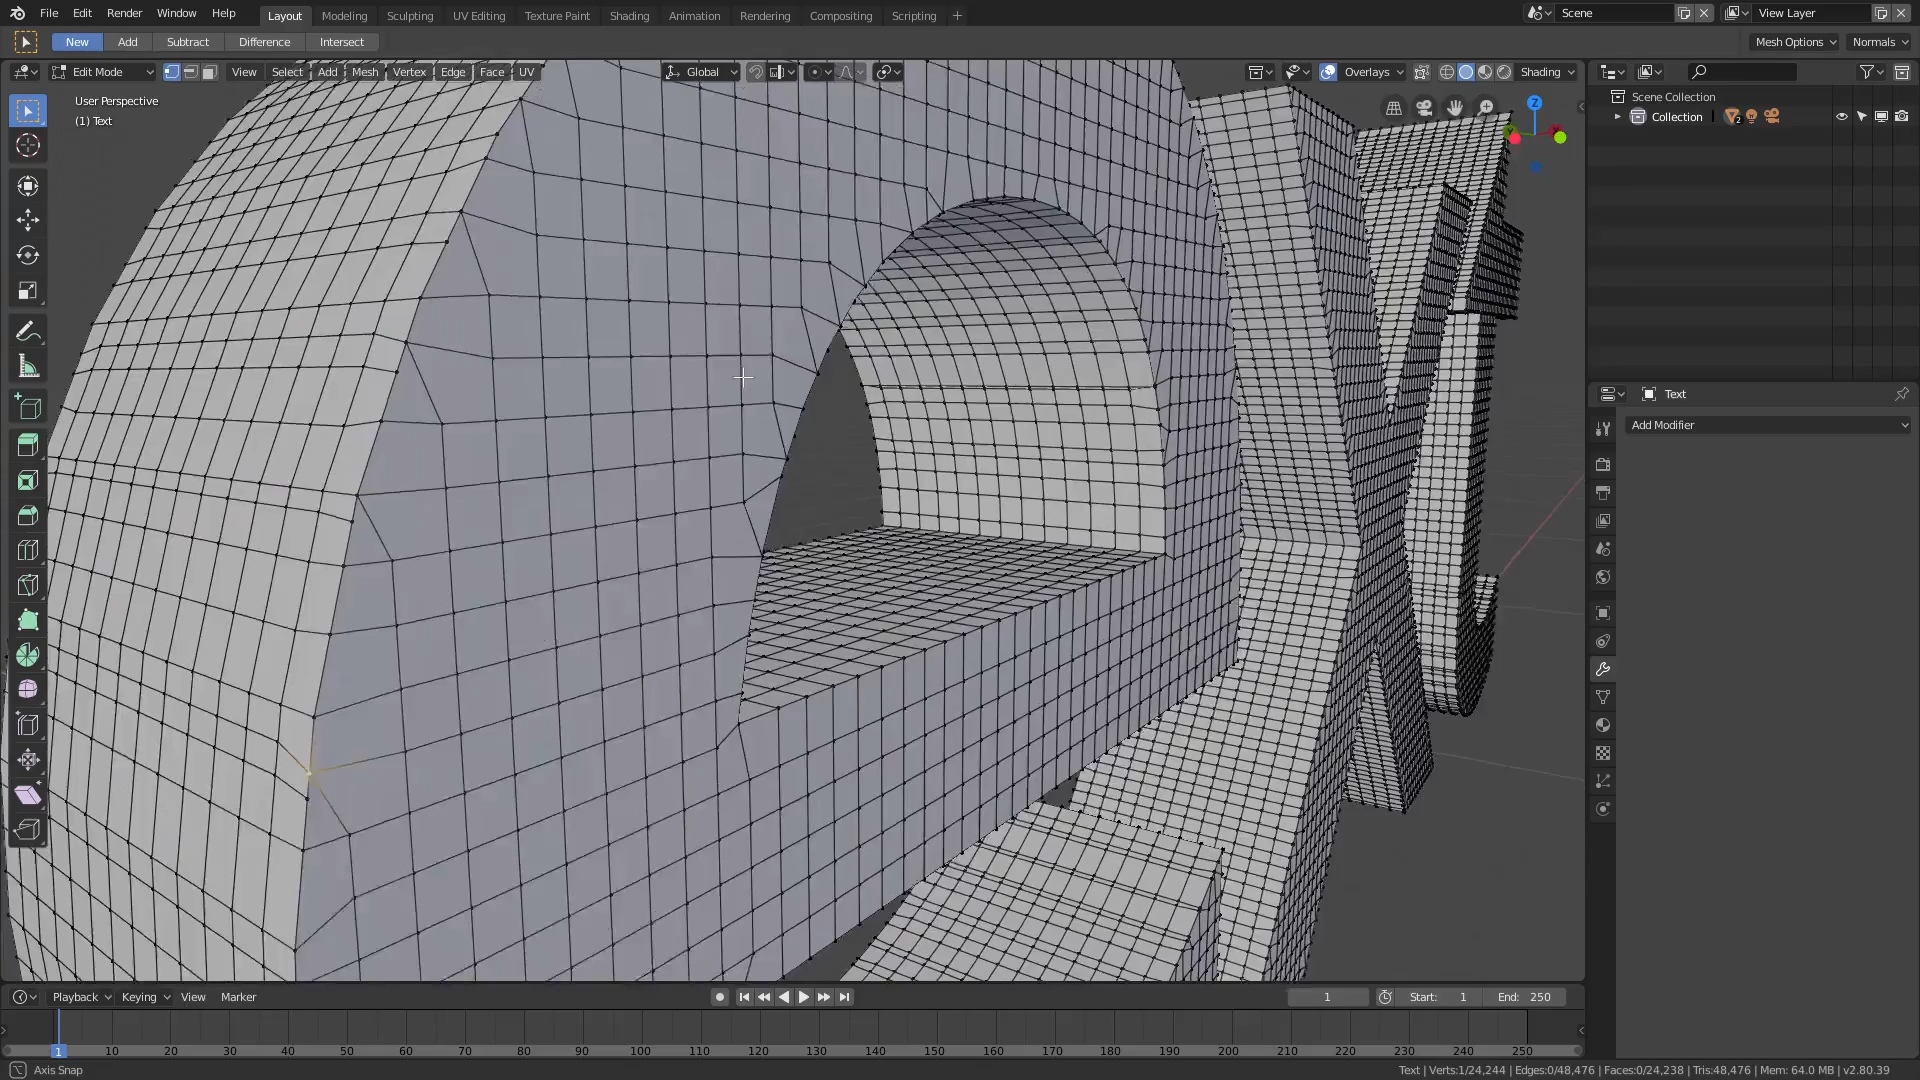 File Edit Render Window Help Layout Modeling Sculpting UV Editing Texture Paint Shading Animation Rendering Compositing Scripting + Scene View Layer
New Add Subtract Difference Intersect Mesh Options Normals
Edit Mode View Select Add Mesh Vertex Edge Face UV Global Overlays Shading
User Perspective
(1) Text
Z
Scene Collection
Collection 2
Text
Add Modifier
Playback Keying View Marker 1 Start: 1 End: 250
1 10 20 30 40 50 60 70 80 90 100 110 120 130 140 150 160 170 180 190 200 210 220 230 240 250
Axis Snap Text | Verts:1/24,244 | Edges:0/48,476 | Faces:0/24,238 | Tris:48,476 | Mem: 64.0 MB | v2.80.39